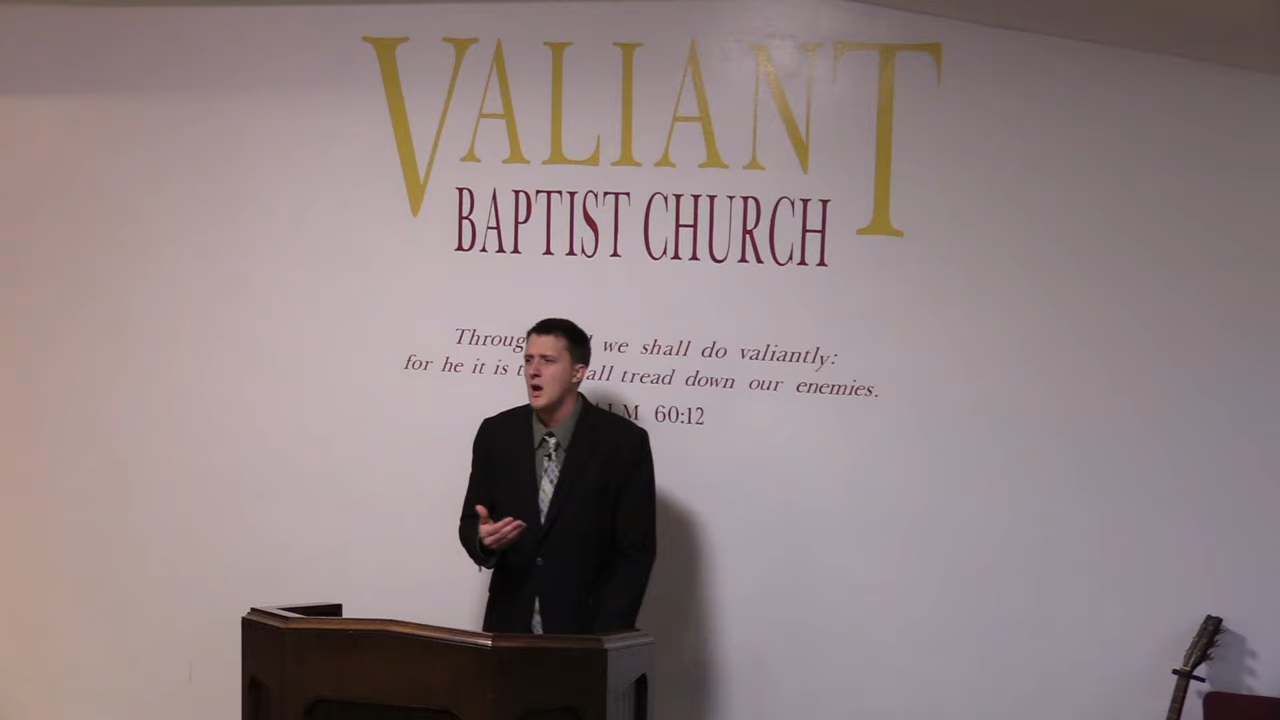 VALIANT
BAPTIST CHURCH
Throug we shall do valiantly:
for he it is t all tread down our enemies.
ALM 60:12